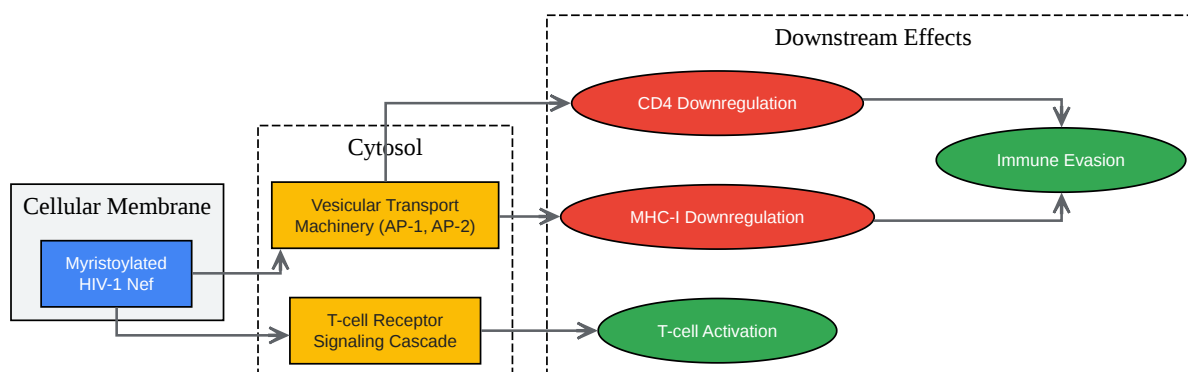 Downstream Effects
CD4 Downregulation
Cytosol
Immune Evasion
Cellular Membrane
Vesicular Transport
Machinery (AP-1, AP-2)
MHC-I Downregulation
Myristoylated
HIV-1 Nef
T-cell Receptor
Signaling Cascade
T-cell Activation